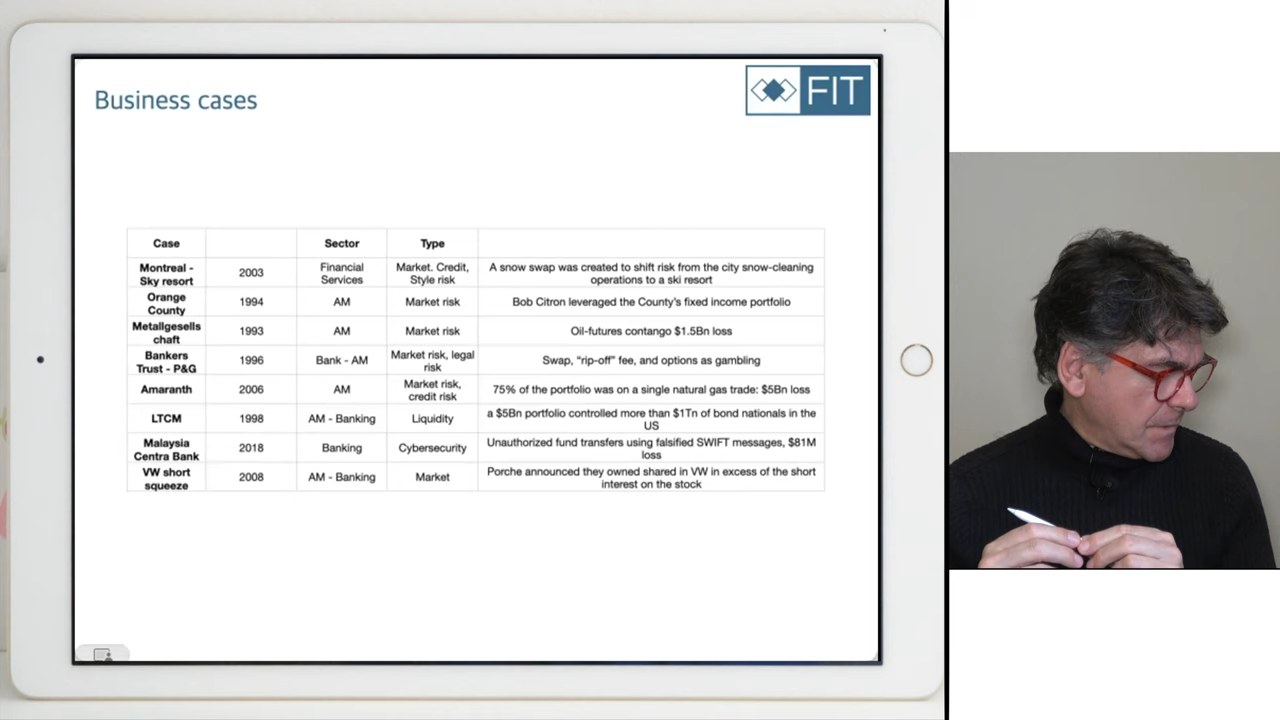 Business cases
FIT
Case Sector Type
Montreal - Sky resort 2003 Financial Services Market. Credit, Style risk A snow swap was created to shift risk from the city snow-cleaning operations to a ski resort
Orange County 1994 AM Market risk Bob Citron leveraged the County's fixed income portfolio
Metallgesells chaft 1993 AM Market risk Oil-futures contango $1.5Bn loss
Bankers Trust - P&G 1996 Bank - AM Market risk, legal risk Swap, “rip-off” fee, and options as gambling
Amaranth 2006 AM Market risk, credit risk 75% of the portfolio was on a single natural gas trade: $5Bn loss
LTCM 1998 AM - Banking Liquidity a $5Bn portfolio controlled more than $1Tn of bond nationals in the US
Malaysia Centra Bank 2018 Banking Cybersecurity Unauthorized fund transfers using falsified SWIFT messages, $81M loss
VW short squeeze 2008 AM - Banking Market Porche announced they owned shared in VW in excess of the short interest on the stock